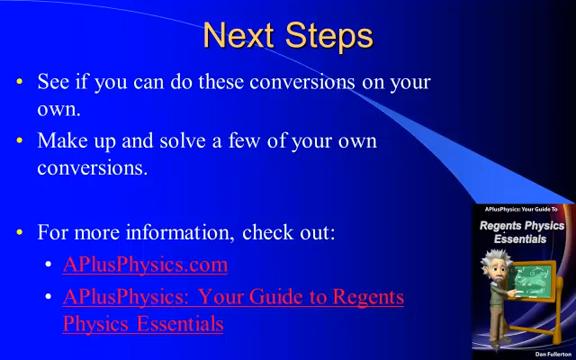 Next Steps
• See if you can do these conversions on your
own.
• Make up and solve a few of your own
conversions.
• For more information, check out:
• APlusPhysics.com
• APlusPhysics: Your Guide to Regents
Physics Essentials
APlusPhysics: Your Guide To
Regents Physics
Essentials
Dan Fullerton